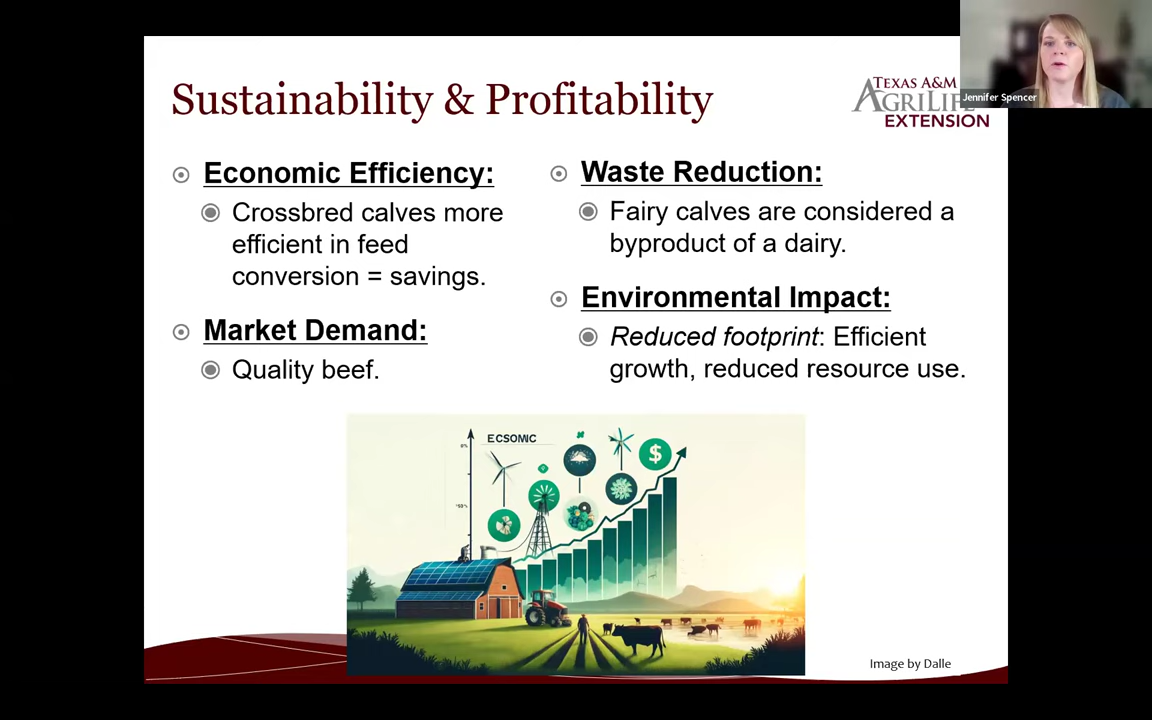 Sustainability & Profitability
TEXAS A&M
AGRILIFE
EXTENSION
Jennifer Spencer
Economic Efficiency:
Crossbred calves more
efficient in feed
conversion = savings.
Market Demand:
Quality beef.
Waste Reduction:
Fairy calves are considered a
byproduct of a dairy.
Environmental Impact:
Reduced footprint: Efficient
growth, reduced resource use.
ECSOMIC
$
Image by Dalle